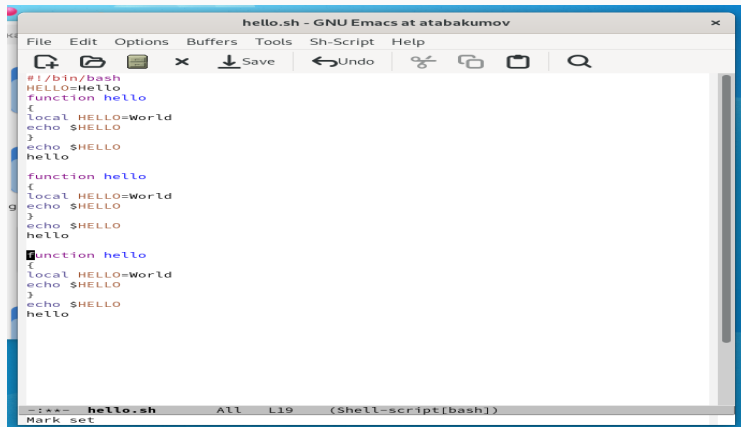 hello.sh - GNU Emacs at atabakumov
File Edit Options Buffers Tools Sh-Script Help
Save Undo
#!/bin/bash
HELLO=Hello
function hello
{
local HELLO=World
echo $HELLO
}
echo $HELLO
hello
function hello
{
local HELLO=World
echo $HELLO
}
echo $HELLO
hello
function hello
{
local HELLO=World
echo $HELLO
}
echo $HELLO
hello
-:**- hello.sh All L19 (Shell-script[bash])
Mark set